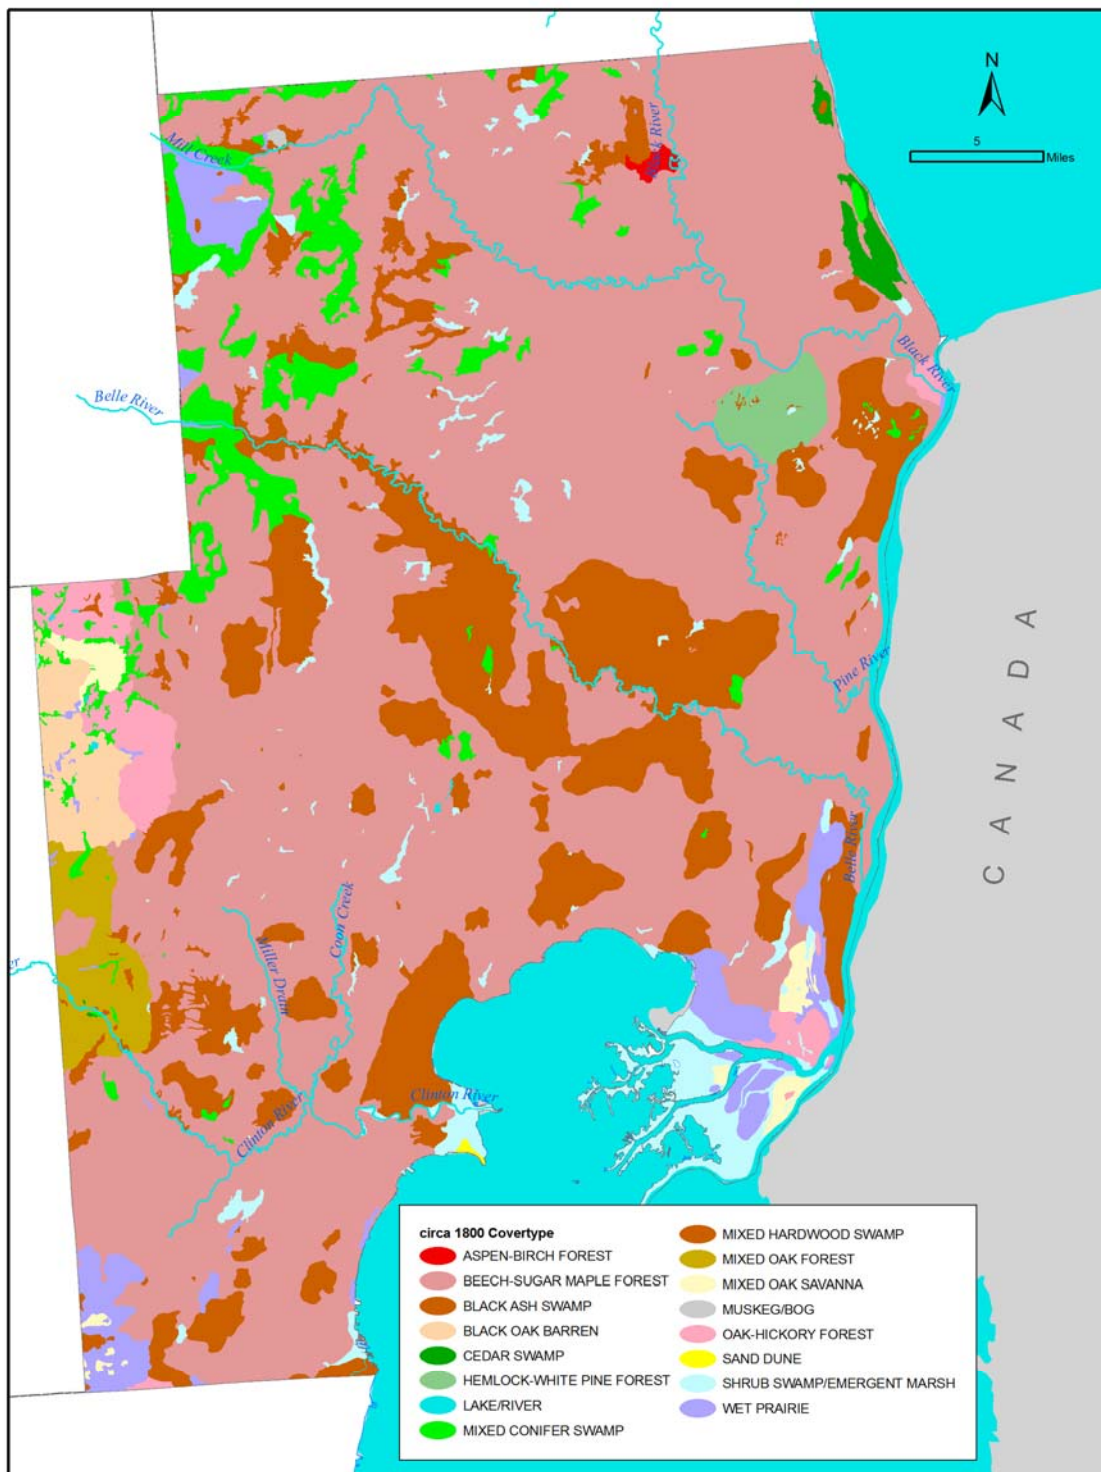 N
5
Miles
Black River
Mill Creek
Black River
Belle River
Pine River
CANADA
Belle River
Coon Creek
Miller Drain
er
Clinton River
Clinton River
circa 1800 Covertype
ASPEN-BIRCH FOREST
BEECH-SUGAR MAPLE FOREST
BLACK ASH SWAMP
BLACK OAK BARREN
CEDAR SWAMP
HEMLOCK-WHITE PINE FOREST
LAKE/RIVER
MIXED CONIFER SWAMP
MIXED HARDWOOD SWAMP
MIXED OAK FOREST
MIXED OAK SAVANNA
MUSKEG/BOG
OAK-HICKORY FOREST
SAND DUNE
SHRUB SWAMP/EMERGENT MARSH
WET PRAIRIE